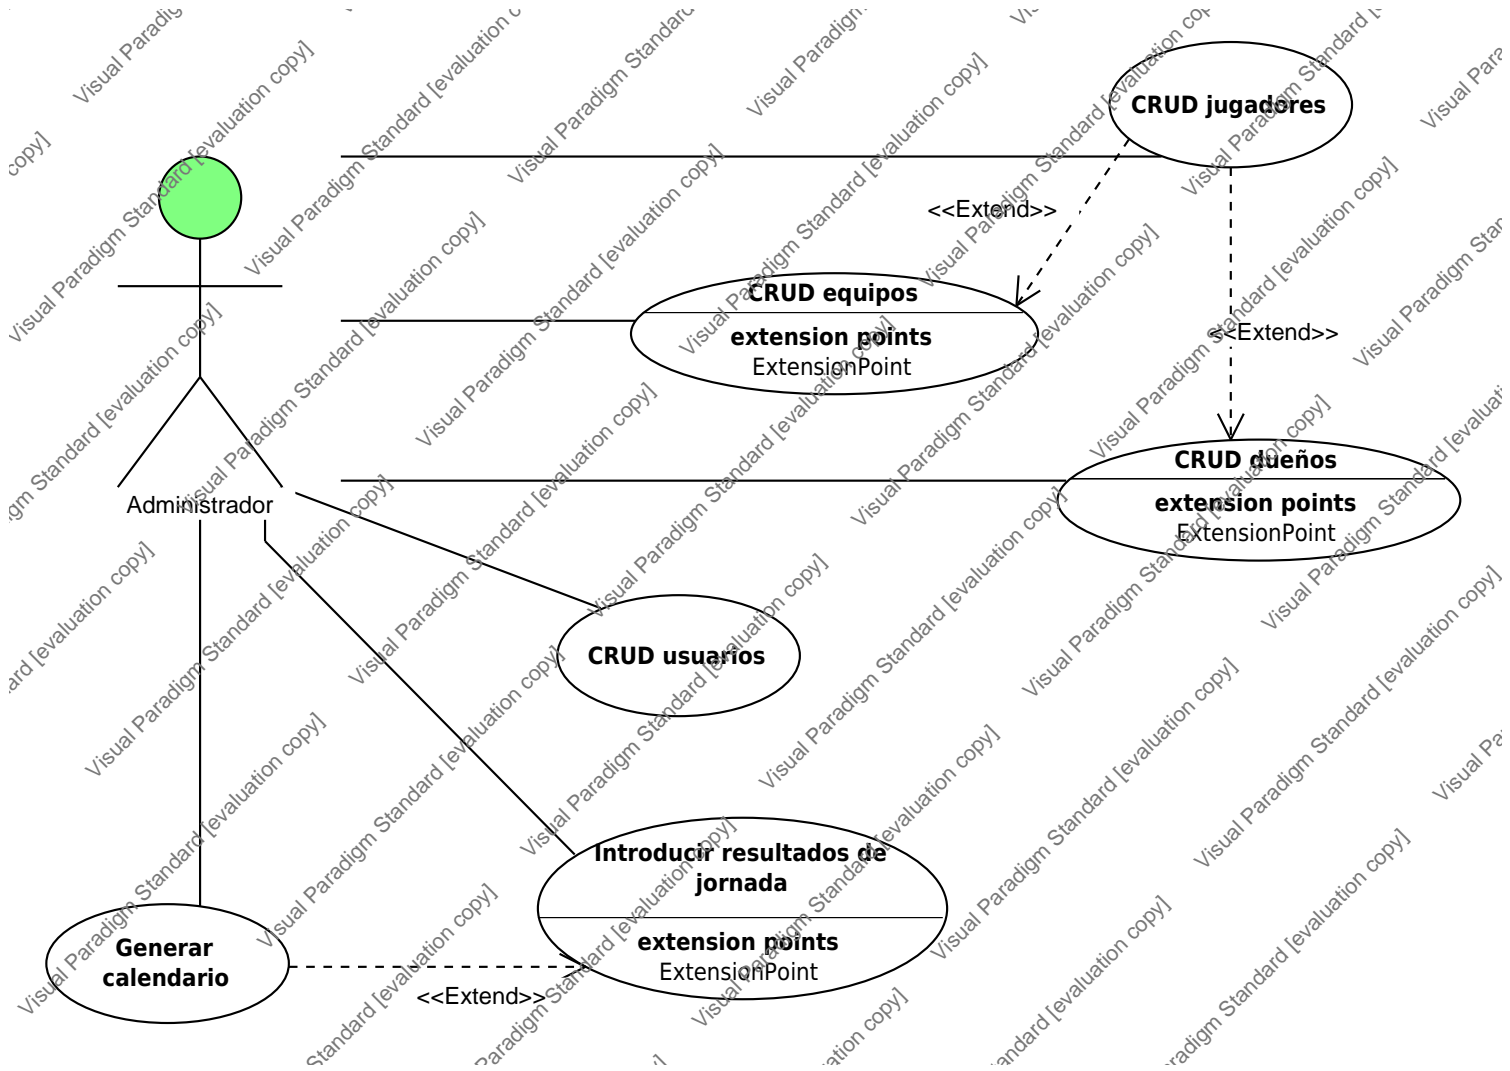 CRUD jugadores
<<Extend>>
CRUD equipos
extension points
ExtensionPoint
<<Extend>>
CRUD dueños
extension points
ExtensionPoint
Administrador
CRUD usuarios
Introducir resultados de
jornada
extension points
ExtensionPoint
Generar
calendario
<<Extend>>
Visual Paradigm Standard [evaluation copy]